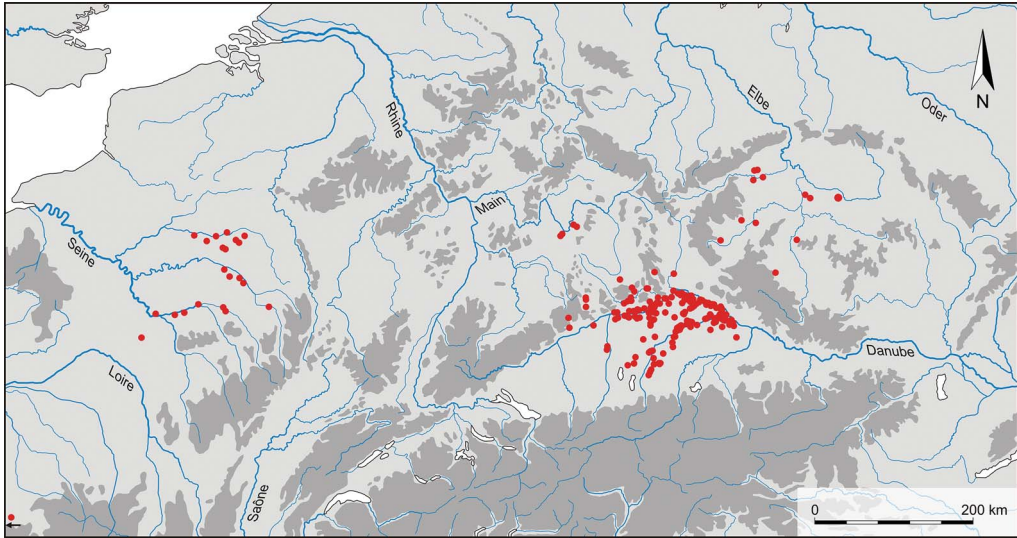 N
Elbe
Oder
Rhine
Main
Seine
Danube
Loire
Saône
0 200 km